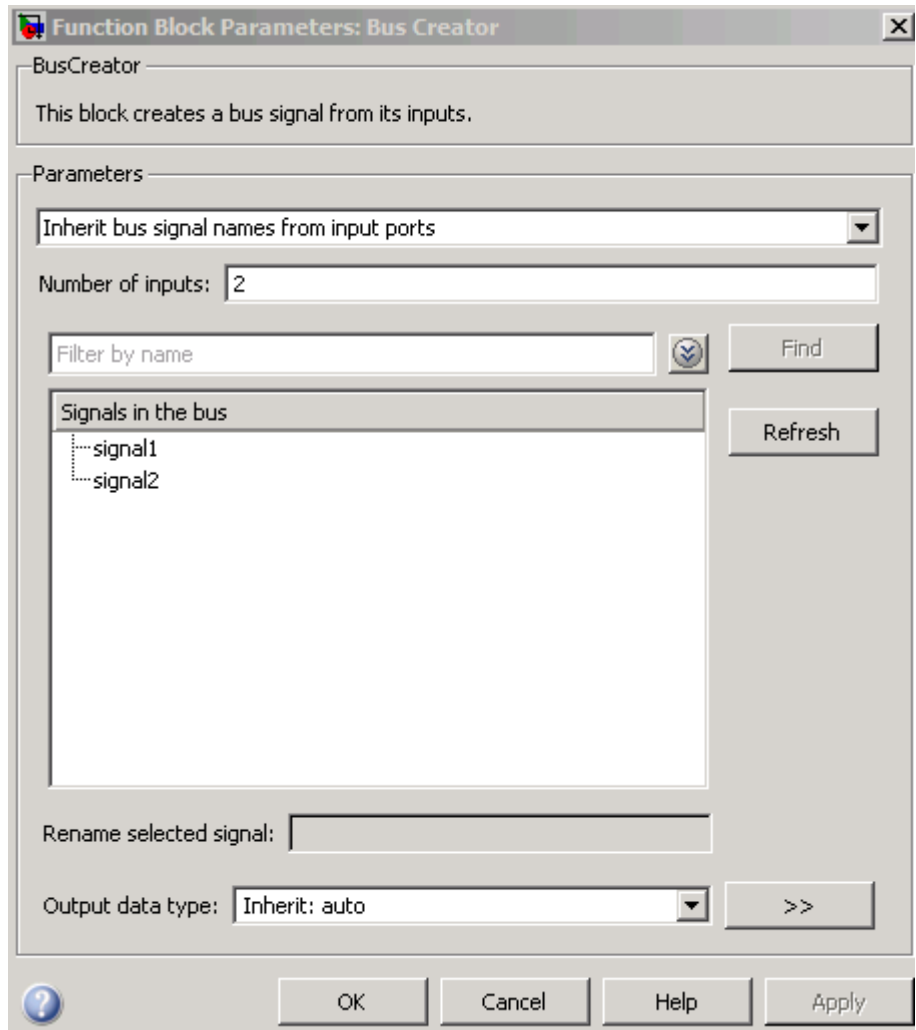 Function Block Parameters: Bus Creator
BusCreator
This block creates a bus signal from its inputs.
Parameters
Inherit bus signal names from input ports
Number of inputs: 2
Filter by name
Find
Signals in the bus
Refresh
signal1
signal2
Rename selected signal:
Output data type: Inherit: auto >>
OK Cancel Help Apply